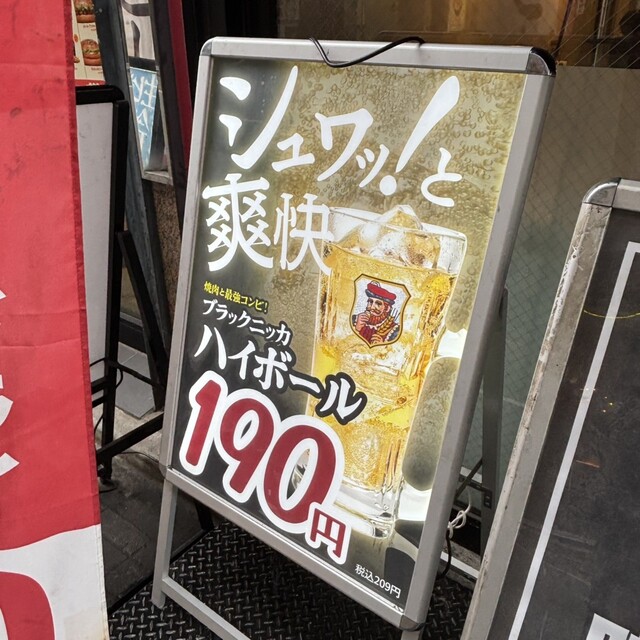 シュワッ!と
爽快
焼肉と最強コンビ!
ブラックニッカ
ハイボール
190円
税込209円